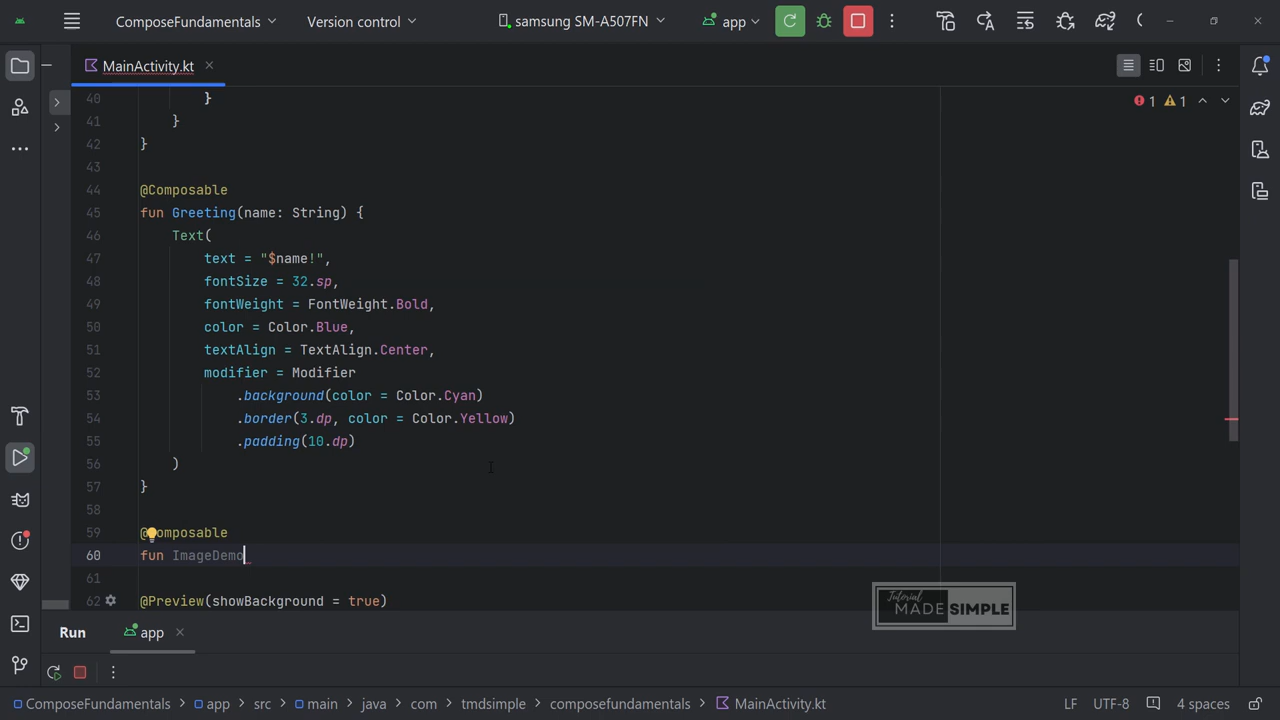 ComposeFundamentals
Version control
samsung SM-A507FN
app
MainActivity.kt
1
1
40 }
41 }
42 }
43
44 @Composable
45 fun Greeting(name: String) {
46 Text(
47 text = "$name!",
48 fontSize = 32.sp,
49 fontWeight = FontWeight.Bold,
50 color = Color.Blue,
51 textAlign = TextAlign.Center,
52 modifier = Modifier
53 .background(color = Color.Cyan)
54 .border(3.dp, color = Color.Yellow)
55 .padding(10.dp)
56 )
57 }
58
59 @Composable
60 fun ImageDemo
61
62 @Preview(showBackground = true)
Tutorial
MADE SIMPLE
Run
app
ComposeFundamentals > app > src > main > java > com > tmdsimple > composefundamentals > MainActivity.kt
LF UTF-8 4 spaces